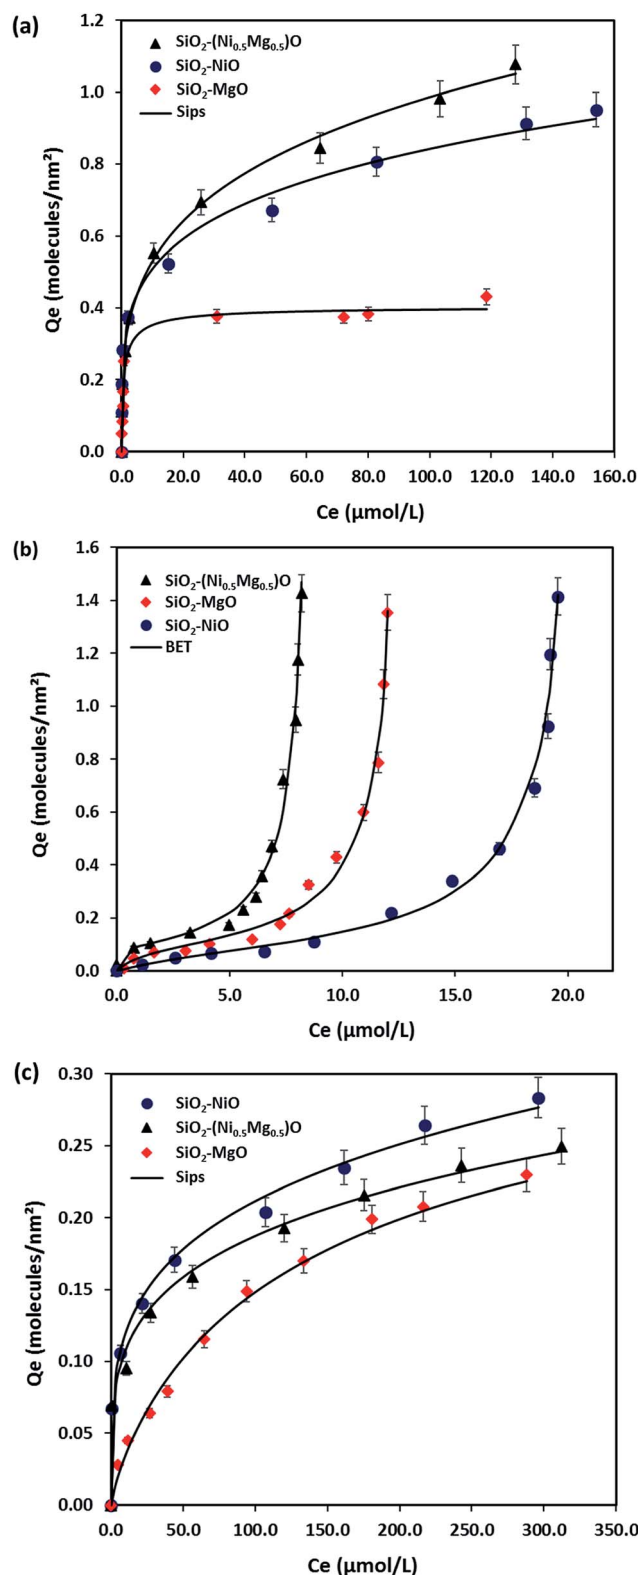 (a)
1.2
1.0
0.8
0.6
0.4
0.2
0.0
Qe (molecules/nm²)
▲ SiO₂-(Ni₀.₅Mg₀.₅)O
● SiO₂-NiO
◆ SiO₂-MgO
— Sips
0.0 20.0 40.0 60.0 80.0 100.0 120.0 140.0 160.0
Ce (µmol/L)
(b)
1.6
1.4
1.2
1.0
0.8
0.6
0.4
0.2
0.0
Qe (molecules/nm²)
▲ SiO₂-(Ni₀.₅Mg₀.₅)O
◆ SiO₂-MgO
● SiO₂-NiO
— BET
0.0 5.0 10.0 15.0 20.0
Ce (µmol/L)
(c)
0.30
0.25
0.20
0.15
0.10
0.05
0.00
Qe (molecules/nm²)
● SiO₂-NiO
▲ SiO₂-(Ni₀.₅Mg₀.₅)O
◆ SiO₂-MgO
— Sips
0.0 50.0 100.0 150.0 200.0 250.0 300.0 350.0
Ce (µmol/L)